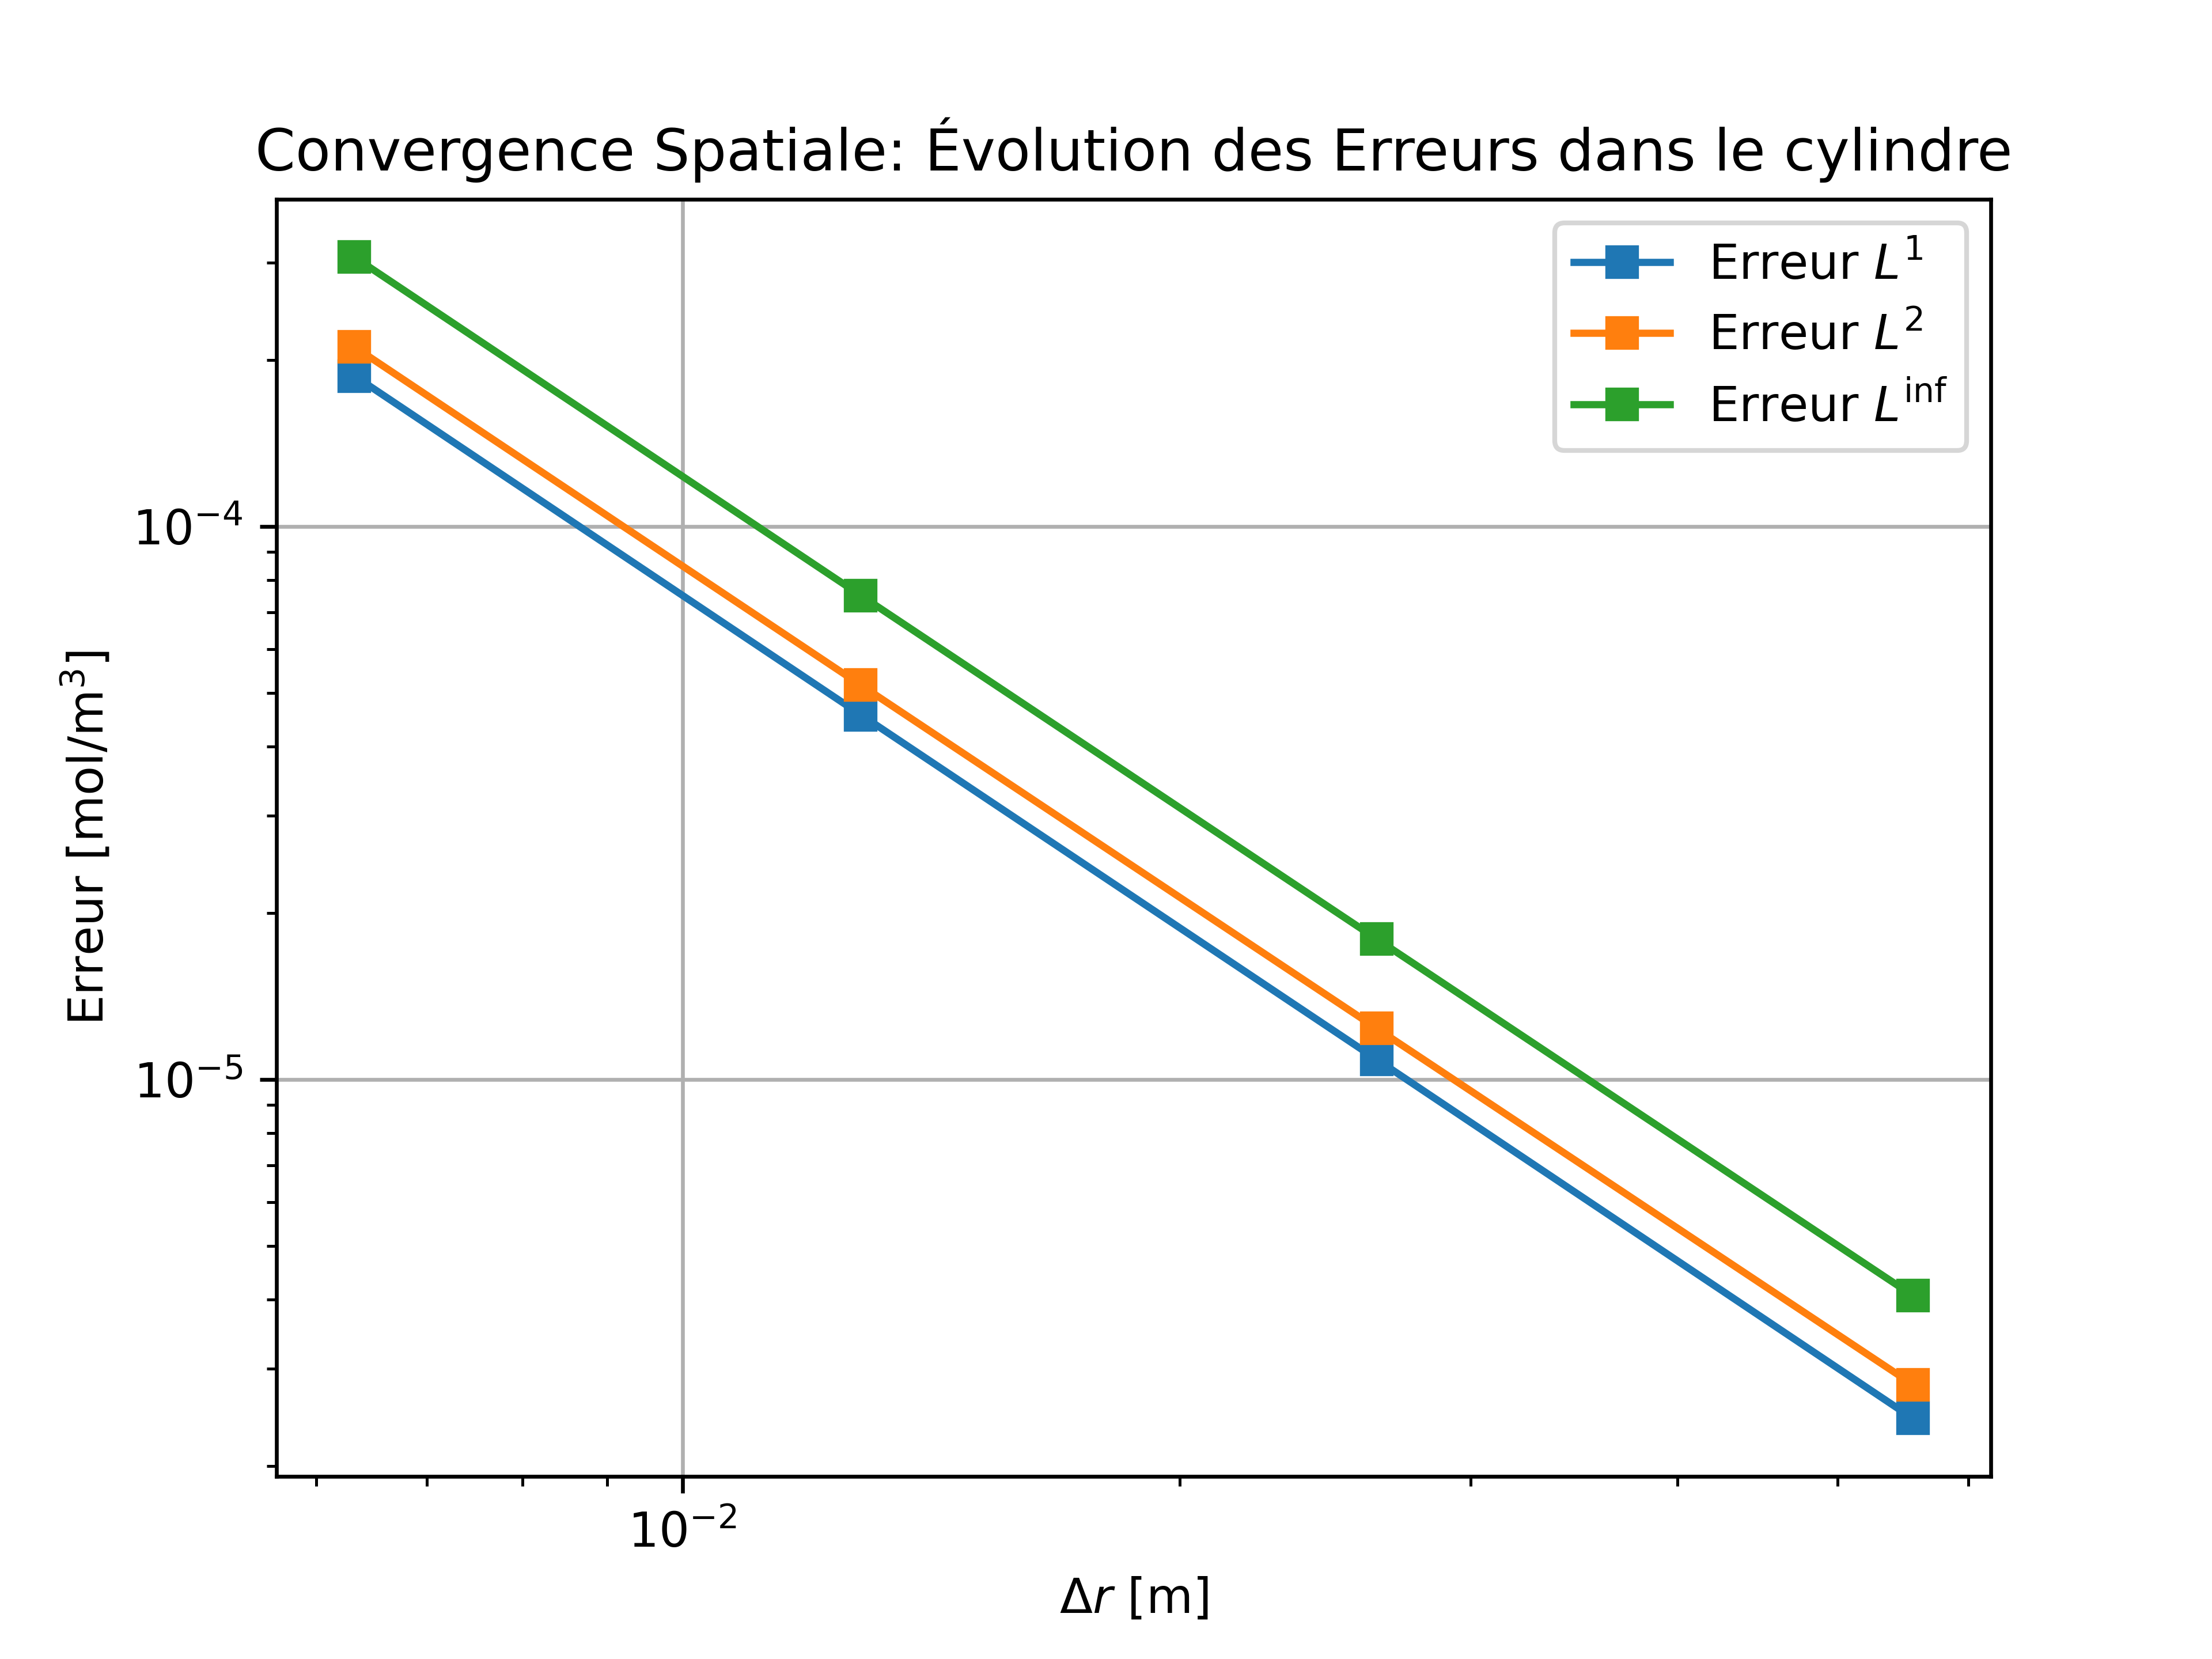 Convergence Spatiale: Évolution des Erreurs dans le cylindre
Erreur L¹
Erreur L²
Erreur L^inf
Erreur [mol/m³]
10⁻⁴
10⁻⁵
10⁻²
Δr [m]